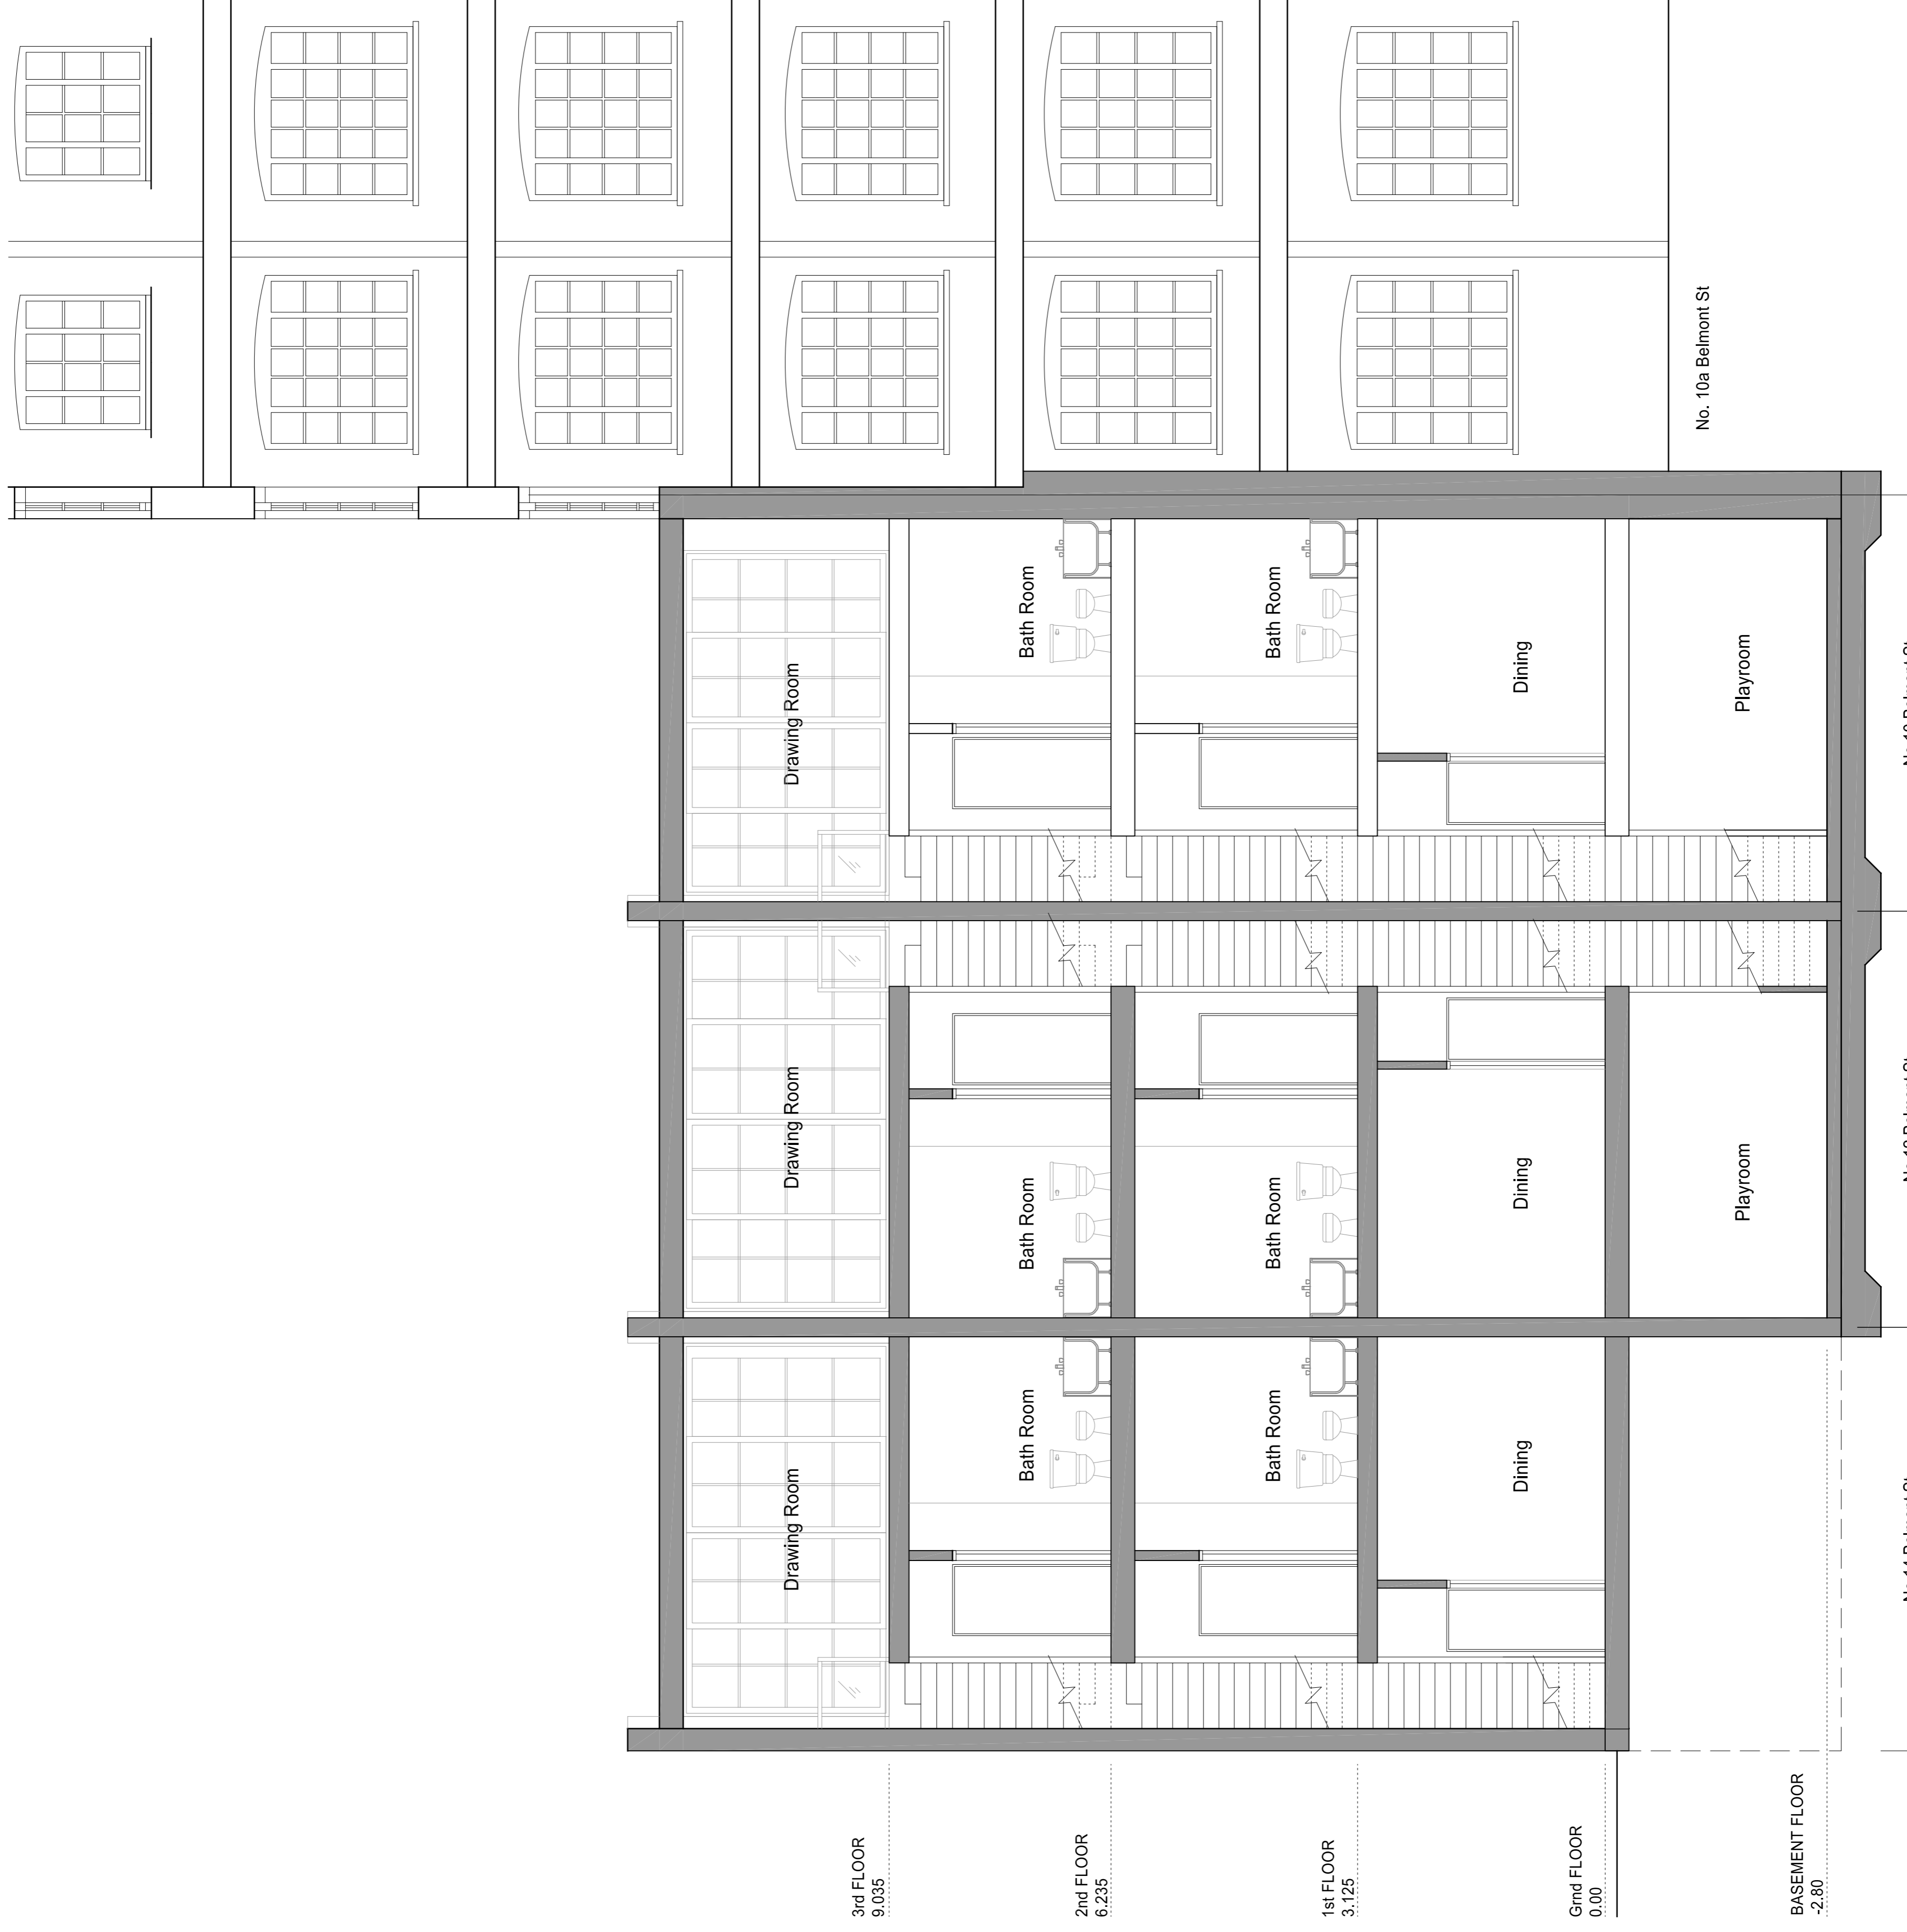 Drawing Room
Drawing Room
Drawing Room
Bath Room
Bath Room
Bath Room
Bath Room
Bath Room
Bath Room
Dining
Dining
Dining
Playroom
Playroom
No. 10a Belmont St
3rd FLOOR
9.035
2nd FLOOR
6.235
1st FLOOR
3.125
Grnd FLOOR
0.00
BASEMENT FLOOR
-2.80